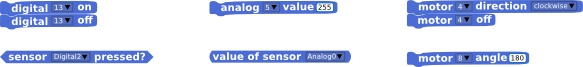 digital 13 on
digital 13 off
analog 5 value 255
motor 4 direction clockwise
motor 4 off
sensor Digital2 pressed?
value of sensor Analog0
motor 8 angle 180